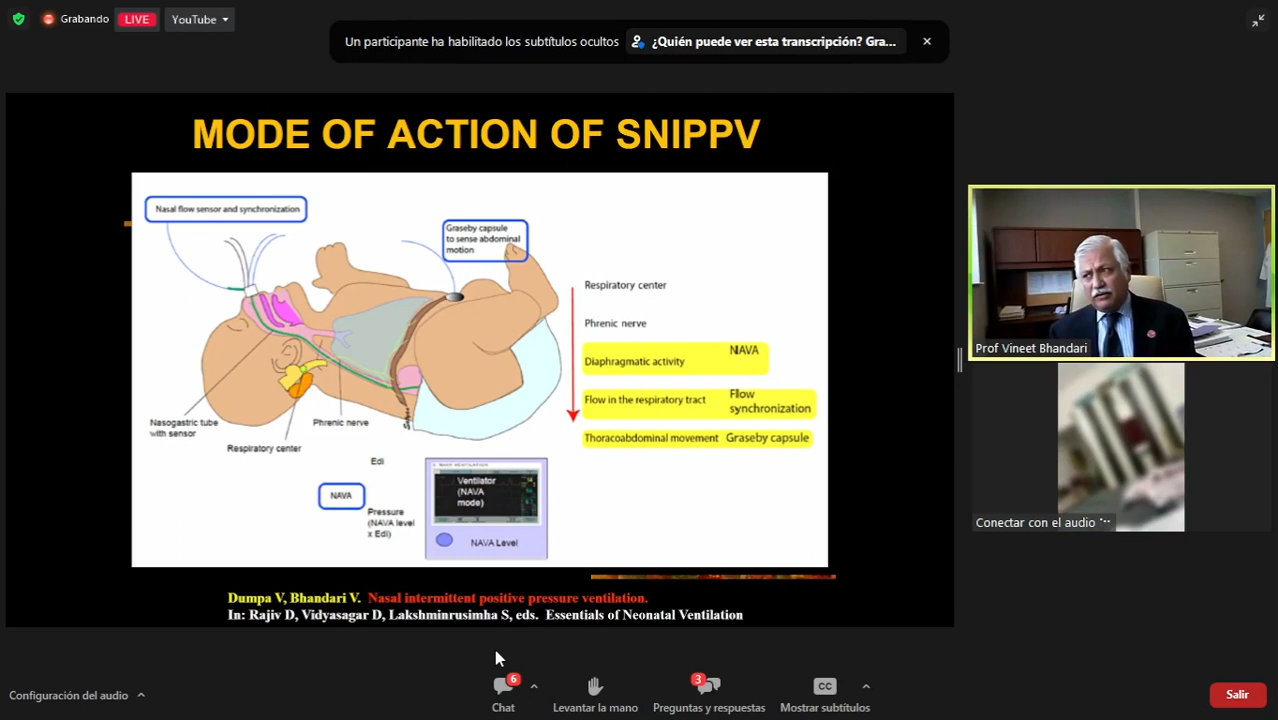 Grabando
LIVE
YouTube
Un participante ha habilitado los subtítulos ocultos
¿Quién puede ver esta transcripción? Gra...
MODE OF ACTION OF SNIPPV
Nasal flow sensor and synchronization
Graseby capsule
to sense abdominal
motion
Respiratory center
Phrenic nerve
Diaphragmatic activity
NAVA
Flow in the respiratory tract
Flow
synchronization
Thoracoabdominal movement
Graseby capsule
Nasogastric tube
with sensor
Respiratory center
Phrenic nerve
Edi
NAVA
Pressure
(NAVA level
x Edi)
Ventilator
(NAVA
mode)
NAVA Level
Dumpa V, Bhandari V. Nasal intermittent positive pressure ventilation.
In: Rajiv D, Vidyasagar D, Lakshminrusimha S, eds. Essentials of Neonatal Ventilation
Prof Vineet Bhandari
Conectar con el audio ···
Configuración del audio
6
Chat
Levantar la mano
3
Preguntas y respuestas
CC
Mostrar subtítulos
Salir